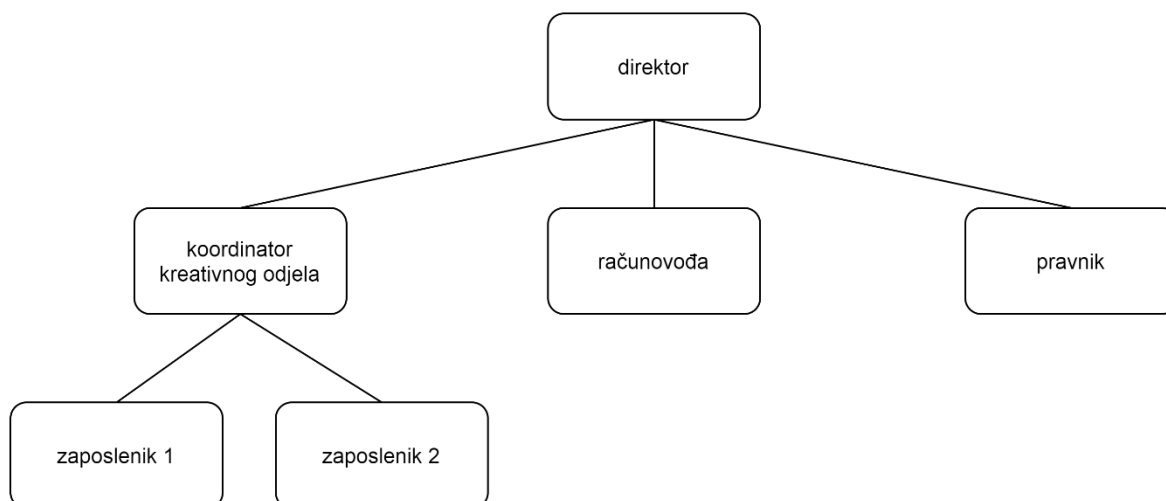 direktor
koordinator
kreativnog odjela
računovođa
pravnik
zaposlenik 1
zaposlenik 2